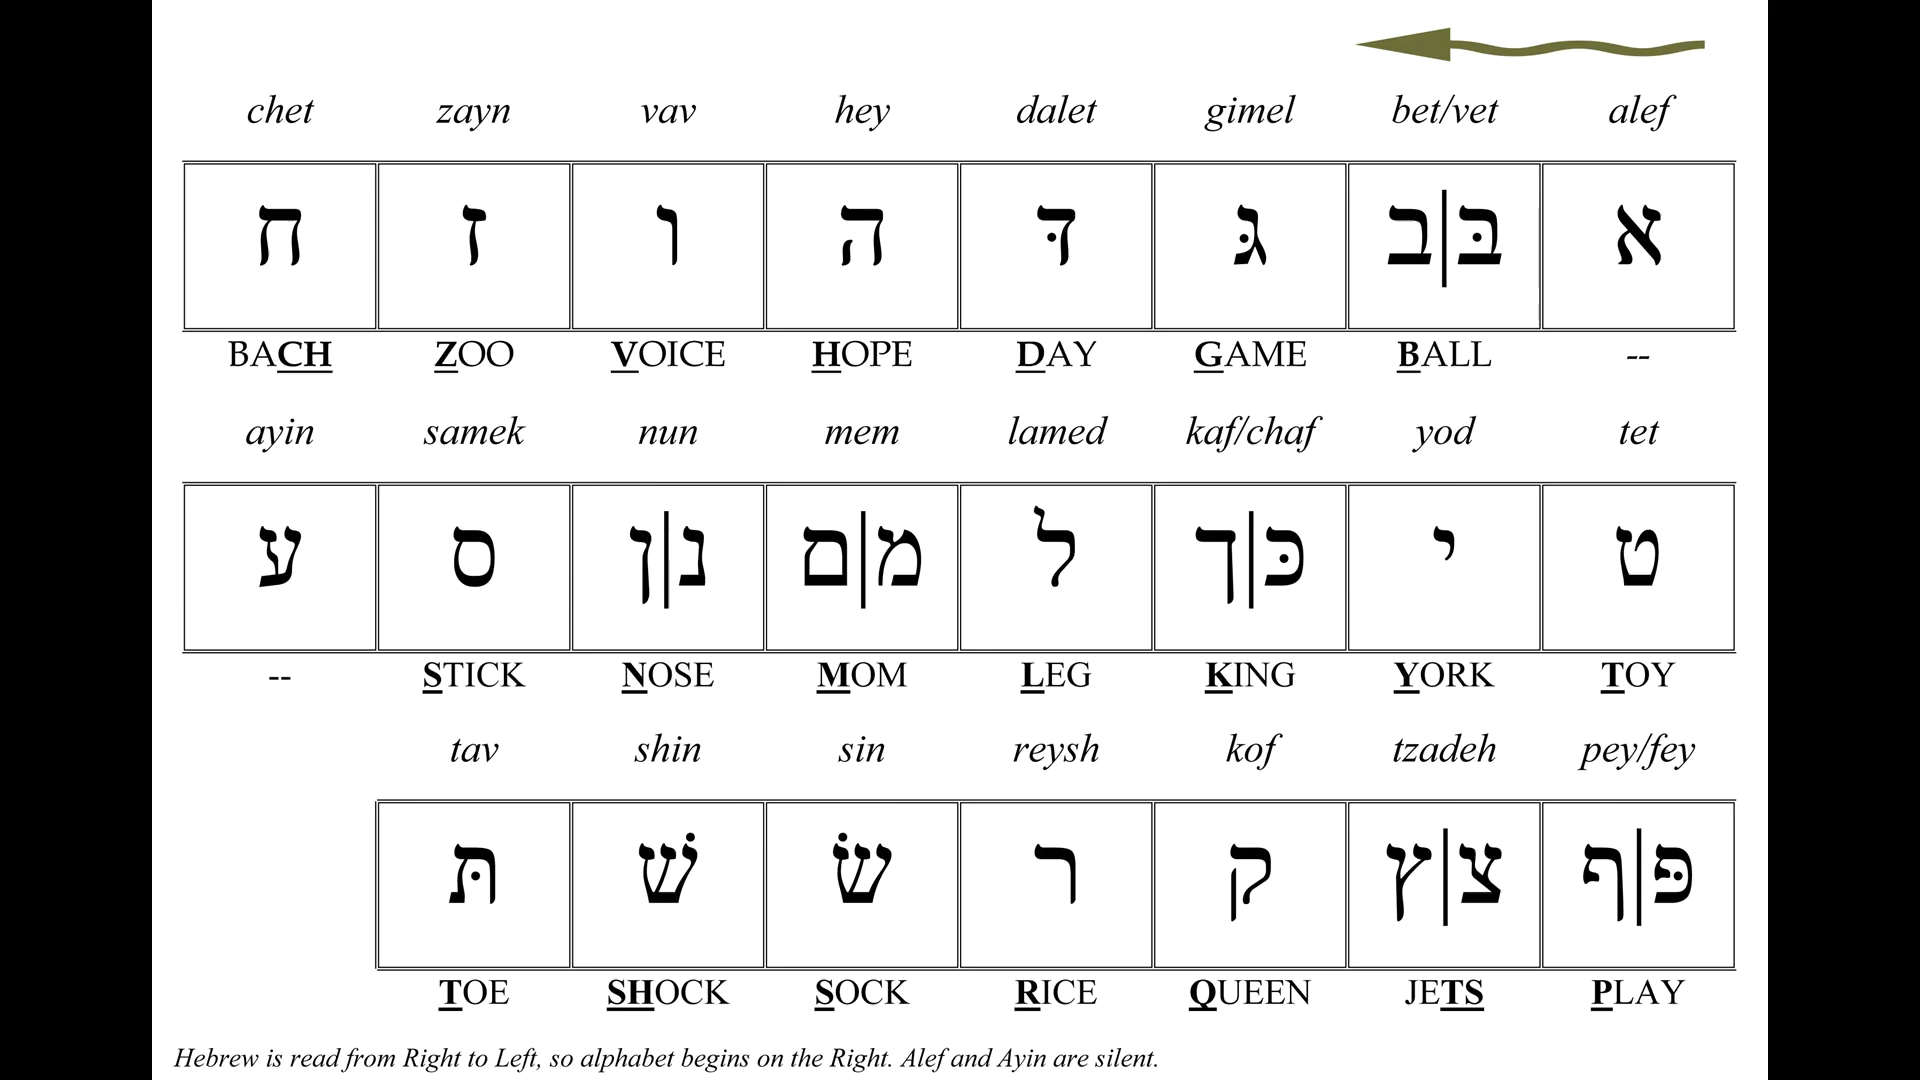 chet zayn vav hey dalet gimel bet/vet alef
א בּ|ב גּ דּ ה ו ז ח
BACH ZOO VOICE HOPE DAY GAME BALL --
ayin samek nun mem lamed kaf/chaf yod tet
ט י כּ|ך ל מ|ם נ|ן ס ע
-- STICK NOSE MOM LEG KING YORK TOY
tav shin sin reysh kof tzadeh pey/fey
פּ|ף צ|ץ ק ר שׂ שׁ תּ
TOE SHOCK SOCK RICE QUEEN JETS PLAY
Hebrew is read from Right to Left, so alphabet begins on the Right. Alef and Ayin are silent.